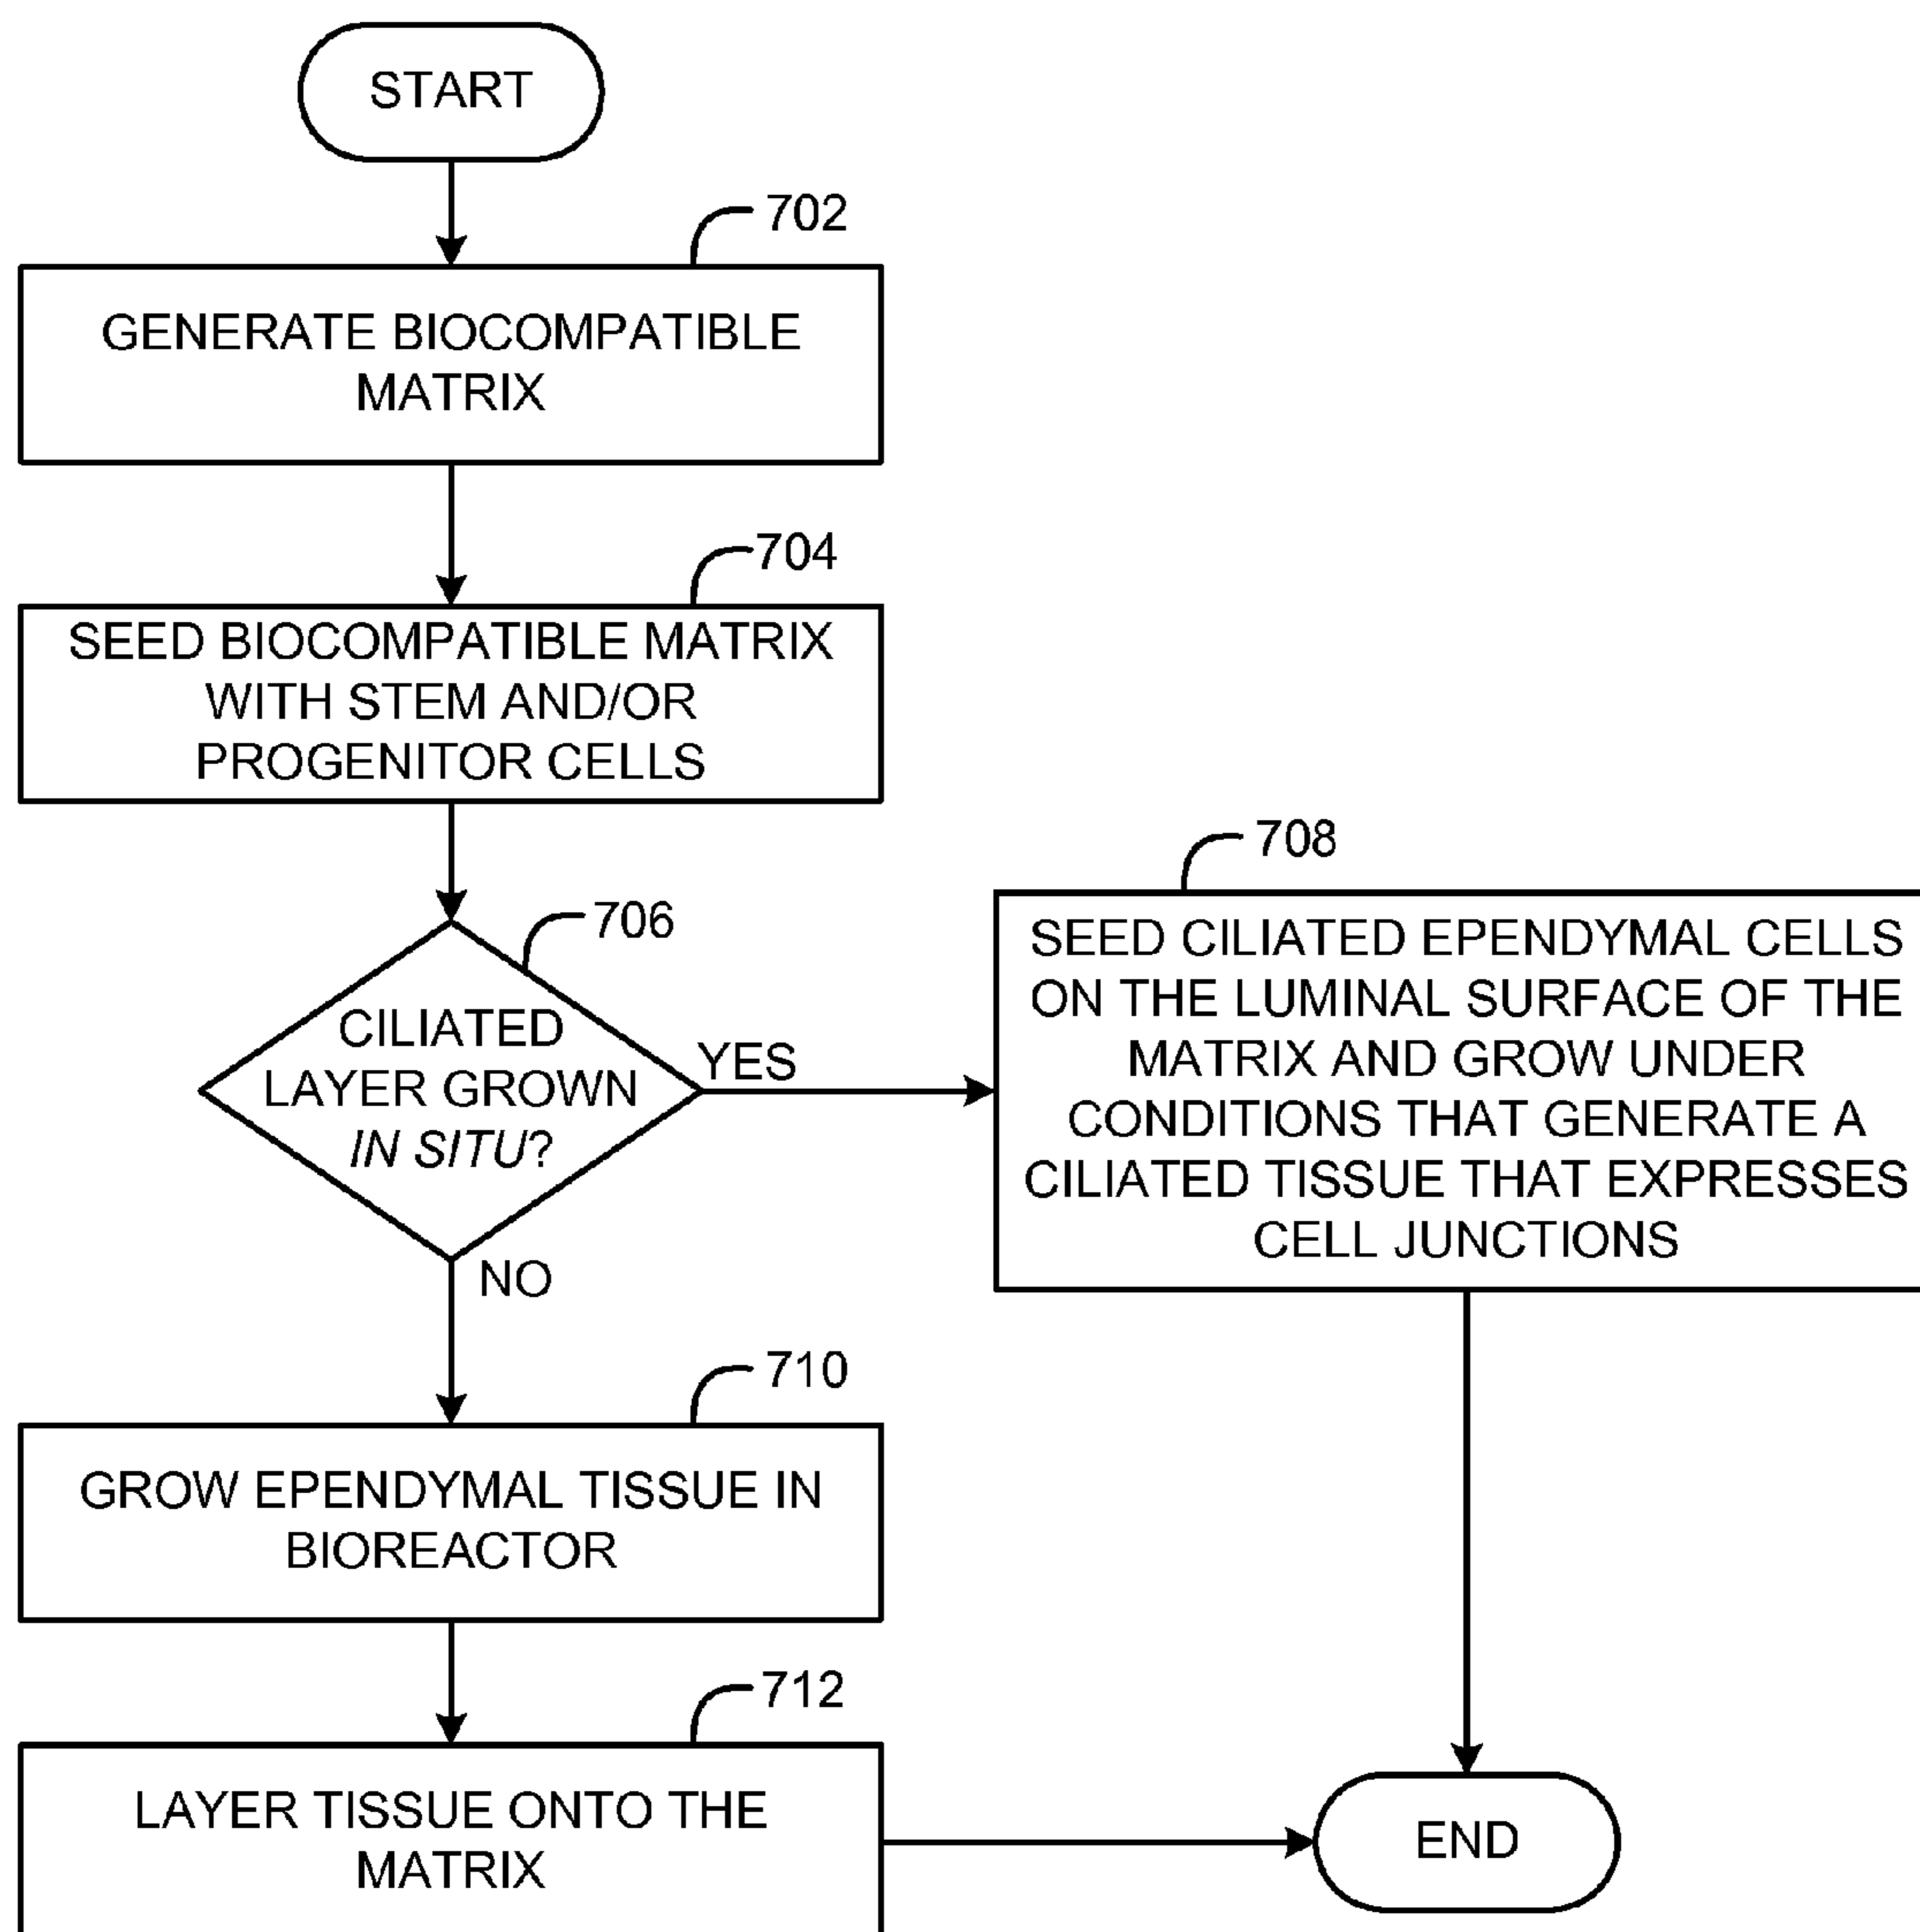 START
702
GENERATE BIOCOMPATIBLE
MATRIX
704
SEED BIOCOMPATIBLE MATRIX
WITH STEM AND/OR
PROGENITOR CELLS
706
CILIATED
LAYER GROWN
IN SITU?
YES
708
SEED CILIATED EPENDYMAL CELLS
ON THE LUMINAL SURFACE OF THE
MATRIX AND GROW UNDER
CONDITIONS THAT GENERATE A
CILIATED TISSUE THAT EXPRESSES
CELL JUNCTIONS
NO
710
GROW EPENDYMAL TISSUE IN
BIOREACTOR
712
LAYER TISSUE ONTO THE
MATRIX
END